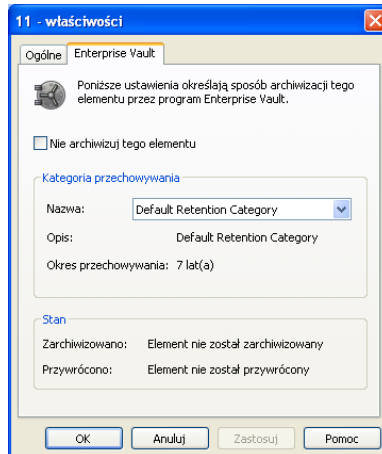 11 - właściwości
Ogólne Enterprise Vault
Poniższe ustawienia określają sposób archiwizacji tego
elementu przez program Enterprise Vault.
Nie archiwizuj tego elementu
Kategoria przechowywania
Nazwa: Default Retention Category
Opis: Default Retention Category
Okres przechowywania: 7 lat(a)
Stan
Zarchiwizowano: Element nie został zarchiwizowany
Przywrócono: Element nie został przywrócony
OK Anuluj Zastosuj Pomoc